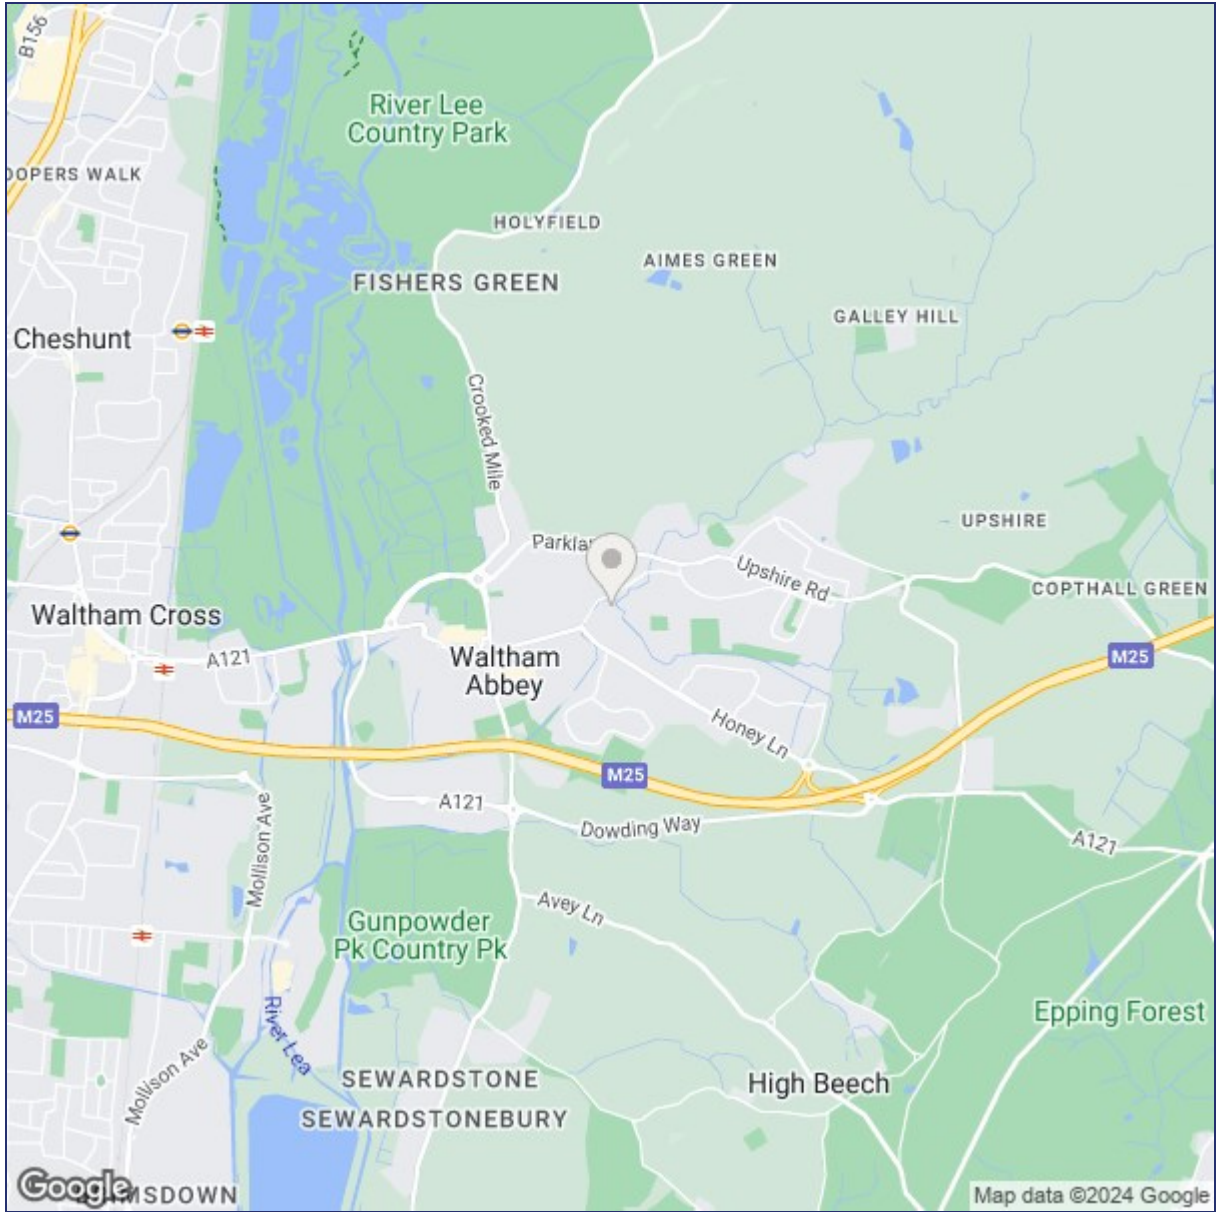 B156
River Lee
Country Park
OOPERS WALK
HOLYFIELD
AIMES GREEN
FISHERS GREEN
GALLEY HILL
Cheshunt
Crooked Mile
UPSHIRE
Parkla
Upshire Rd
COPTHALL GREEN
Waltham Cross
A121
Waltham
Abbey
M25
M25
Honey Ln
M25
A121
Dowding Way
A121
Mollison Ave
Avey Ln
Gunpowder
Pk Country Pk
Epping Forest
River Lea
Mollison Ave
SEWARDSTONE
High Beech
SEWARDSTONEBURY
Google
MSDOWN
Map data ©2024 Google